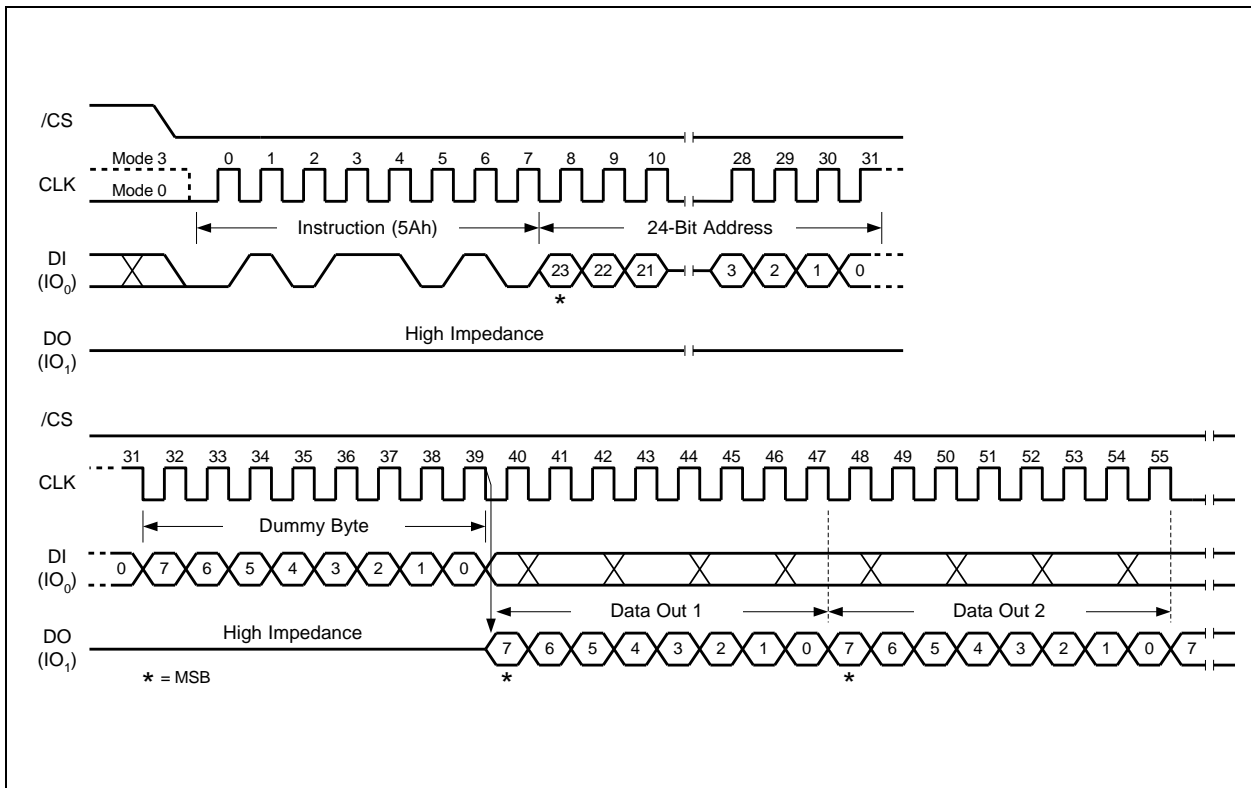 /CS
Mode 3
0 1 2 3 4 5 6 7 8 9 10 28 29 30 31
CLK
Mode 0
Instruction (5Ah) 24-Bit Address
DI
(IO0)
23 22 21 3 2 1 0
*
DO
(IO1)
High Impedance
/CS
31 32 33 34 35 36 37 38 39 40 41 42 43 44 45 46 47 48 49 50 51 52 53 54 55
CLK
Dummy Byte
DI
(IO0)
0 7 6 5 4 3 2 1 0
Data Out 1 Data Out 2
DO
(IO1)
High Impedance
7 6 5 4 3 2 1 0 7 6 5 4 3 2 1 0 7
* = MSB * *